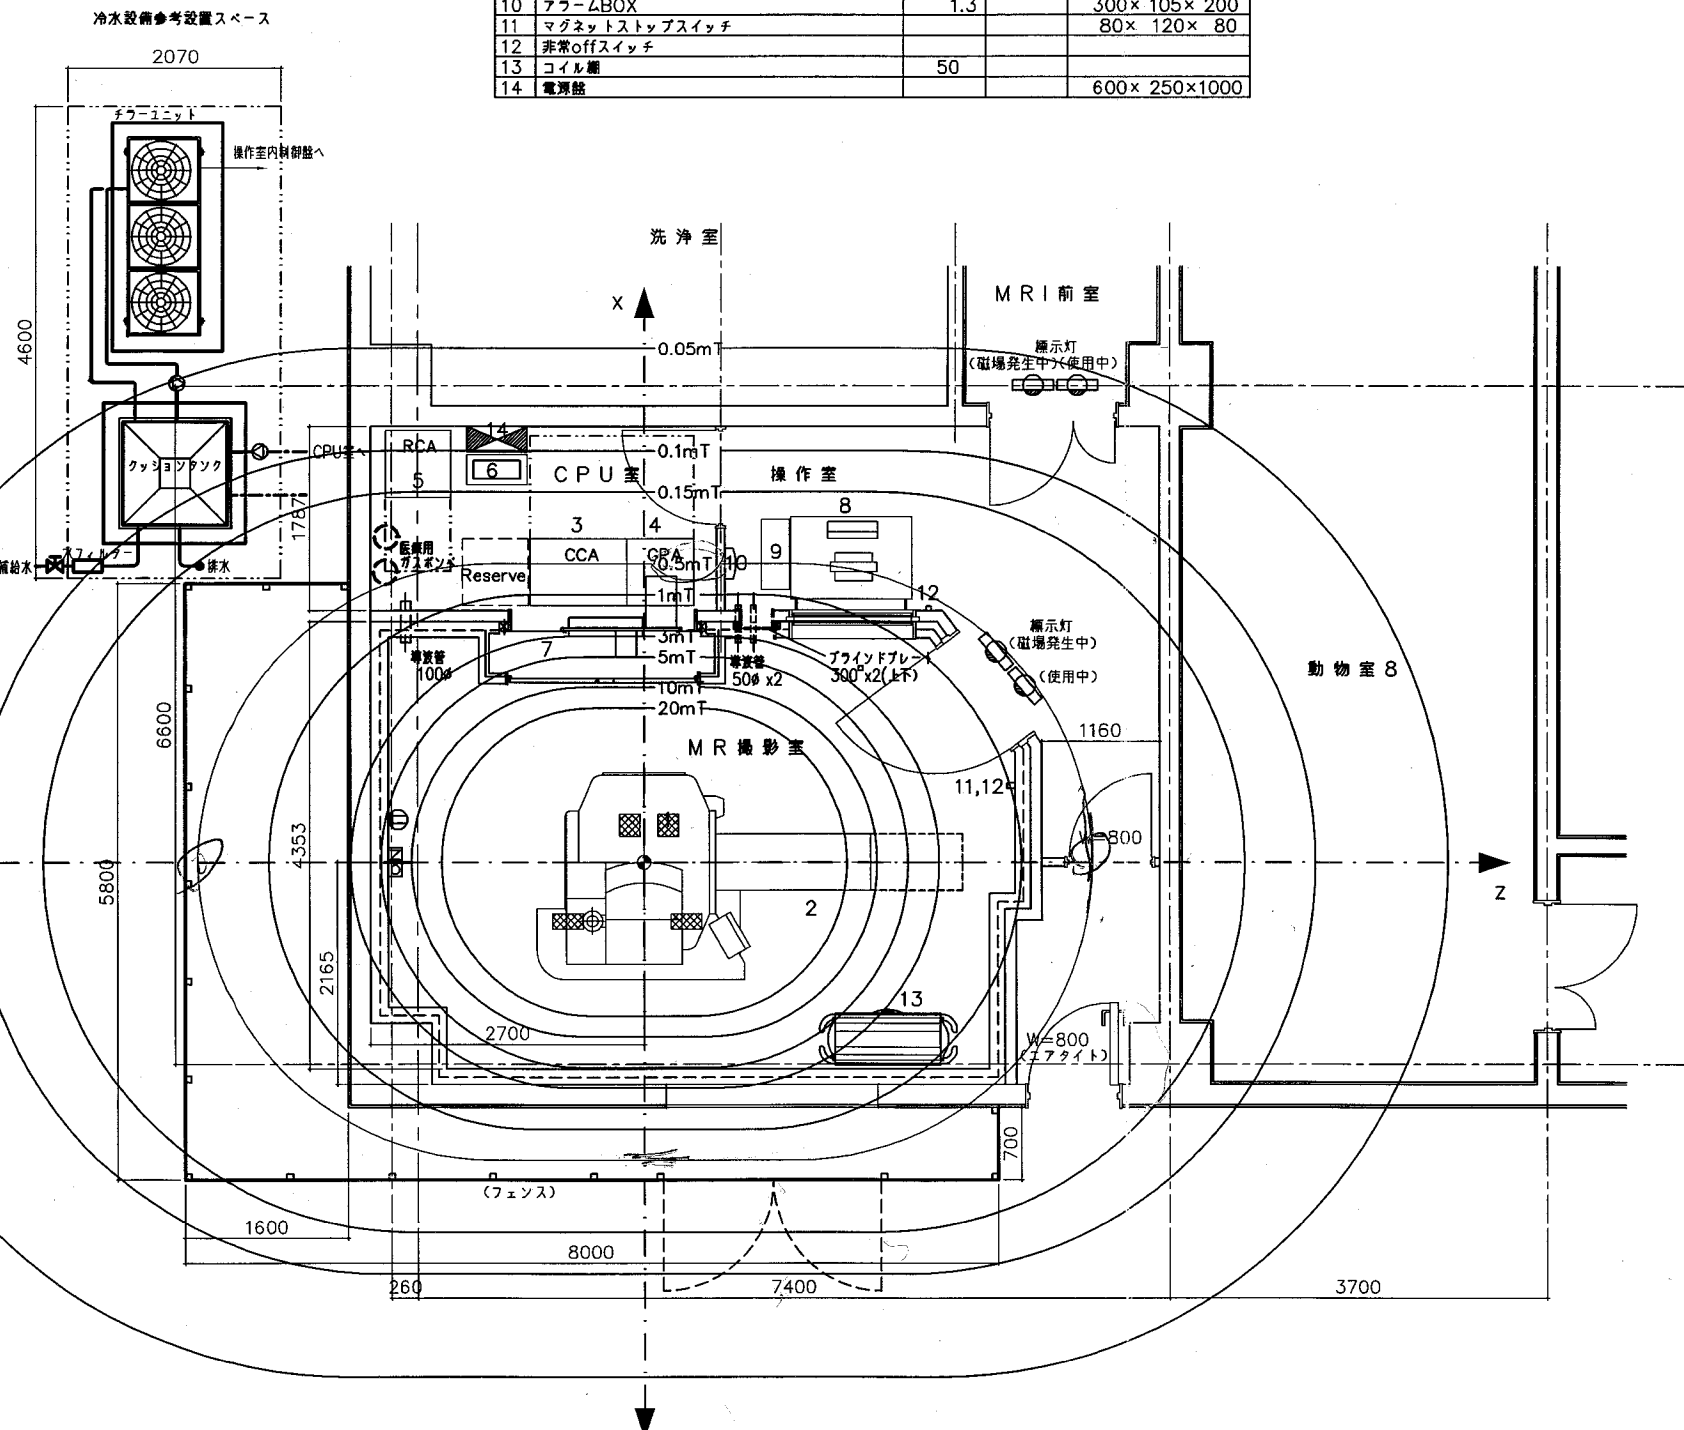 冷水設備参考設置スペース
10 アラームBOX 1.3 300× 105× 200
11 マグネットストップスイッチ 80× 120× 80
12 非常offスイッチ
13 コイル棚 50
14 電源盤 600× 250×1000
2070
チラーユニット
操作室内制御盤へ
4600
洗浄室
X
MRI前室
0.05mT
標示灯
(磁場発生中)(使用中)
14
RCA
CPU室へ
0.1mT
クッションタンク
6
CPU室
操作室
5
0.15mT
1787
8
3
4
医療用
ガスボンベ
CCA
GPA
9
水フィルター
補給水
排水
0.5mT
10
Reserve
12
1mT
標示灯
(磁場発生中)
3mT
7
導波管
100φ
5mT
導波管
50φ x2
ブラインドプレート
300□x2(上下)
(使用中)
動物室8
10mT
20mT
6600
1160
MR撮影室
11,12
1
4353
W=800
5800
Z
2
2165
13
2700
W=800
(エアタイト)
700
(フェンス)
1600
8000
260
7400
3700